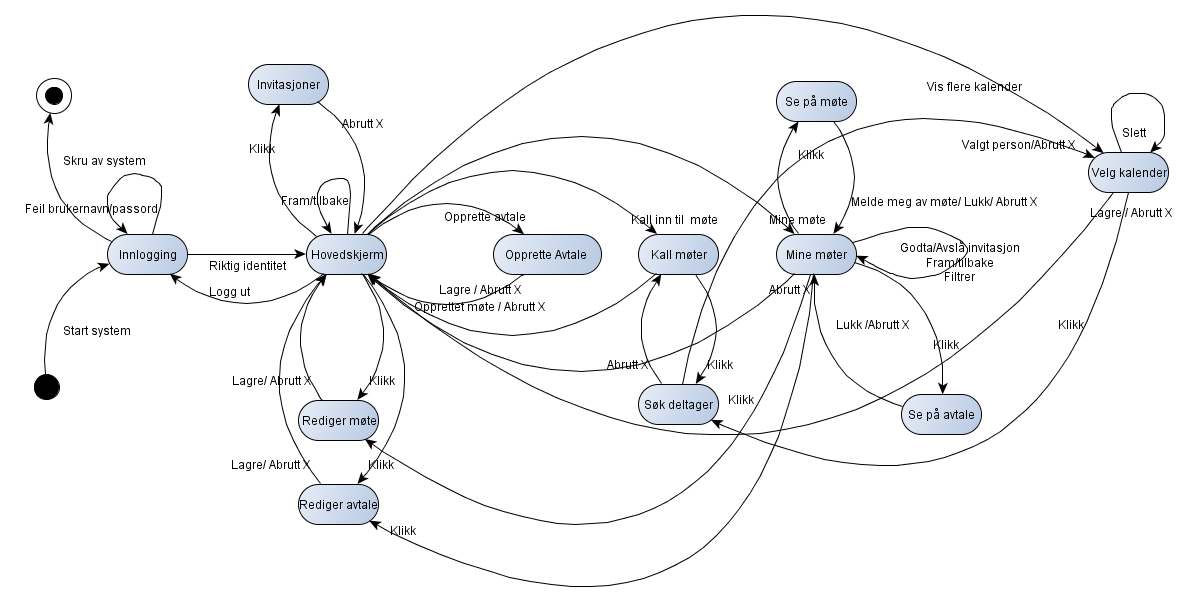 Invitasjoner
Se på møte
Vis flere kalender
Abrutt X
Slett
Klikk
Klikk
Valgt person/Abrutt X
Skru av system
Velg kalender
Fram/tilbake
Melde meg av møte/ Lukk/ Abrutt X
Feil brukernavn/passord
Opprette avtale
Kall inn til møte
Mine møte
Lagre / Abrutt X
Innlogging
Hovedskjerm
Opprette Avtale
Kall møter
Mine møter
Godta/Avslå invitasjon
Fram/tilbake
Filtrer
Riktig identitet
Logg ut
Lagre / Abrutt X
Abrutt X
Opprettet møte / Abrutt X
Start system
Lukk /Abrutt X
Klikk
Klikk
Abrutt X
Klikk
Lagre/ Abrutt X
Klikk
Klikk
Søk deltager
Se på avtale
Rediger møte
Lagre/ Abrutt X
Klikk
Rediger avtale
Klikk